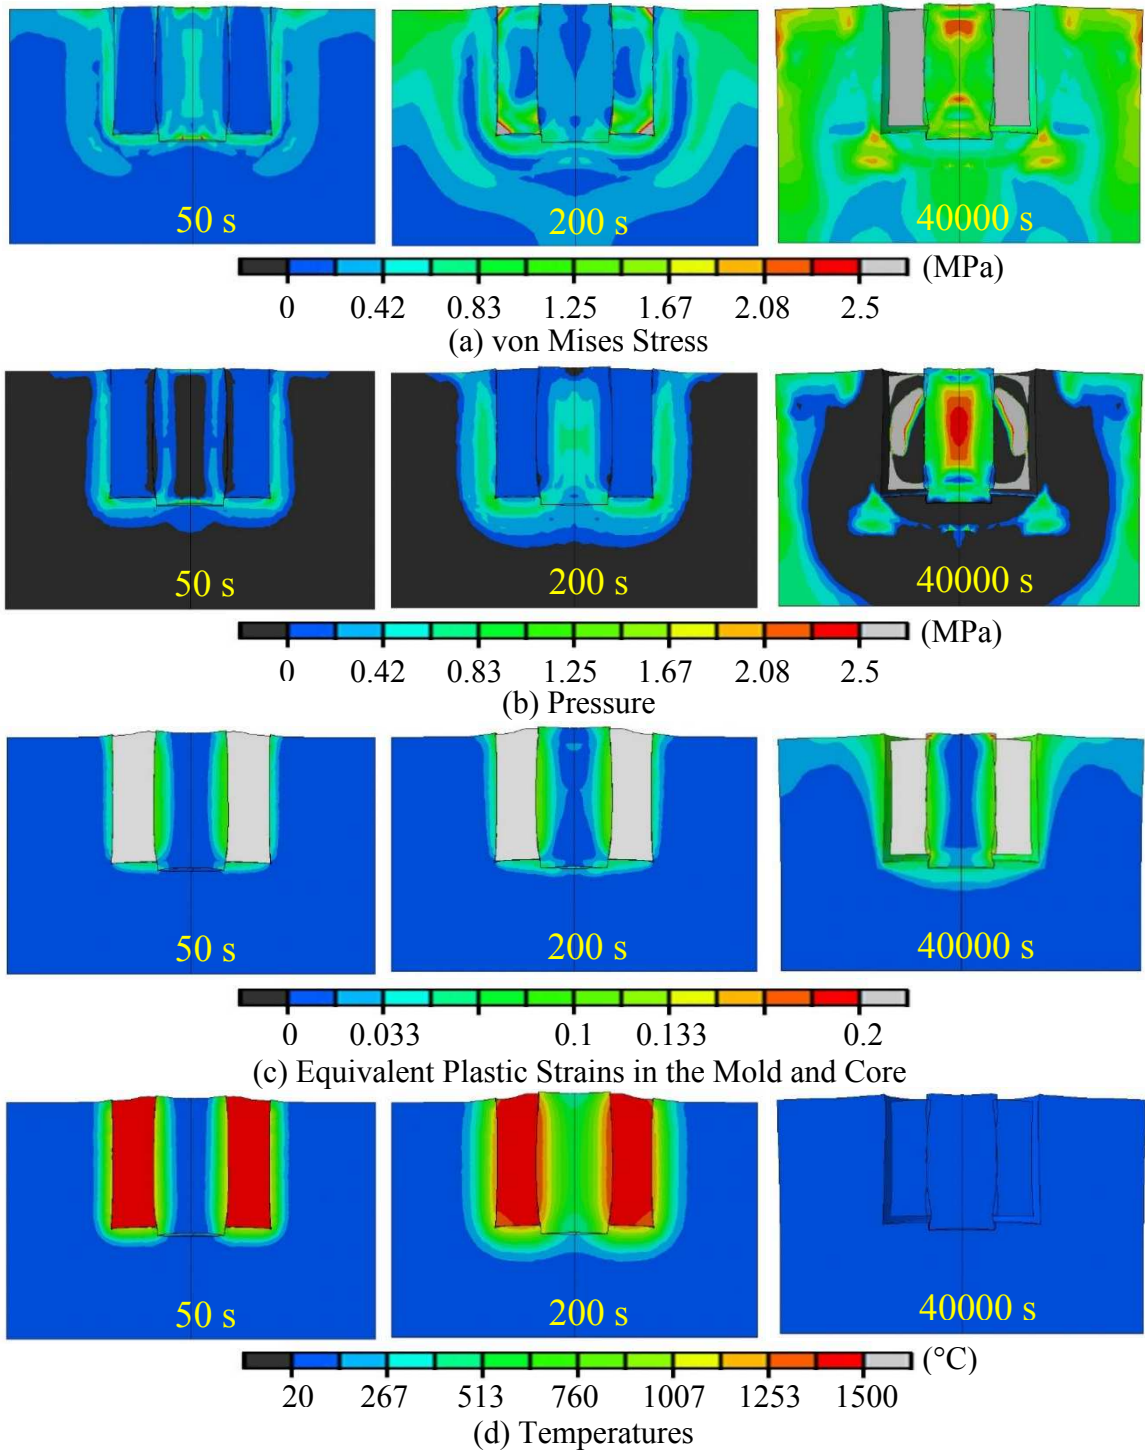 50 s 200 s 40000 s
(MPa)
0 0.42 0.83 1.25 1.67 2.08 2.5
(a) von Mises Stress
50 s 200 s 40000 s
(MPa)
0 0.42 0.83 1.25 1.67 2.08 2.5
(b) Pressure
50 s 200 s 40000 s
0 0.033 0.1 0.133 0.2
(c) Equivalent Plastic Strains in the Mold and Core
50 s 200 s 40000 s
(°C)
20 267 513 760 1007 1253 1500
(d) Temperatures